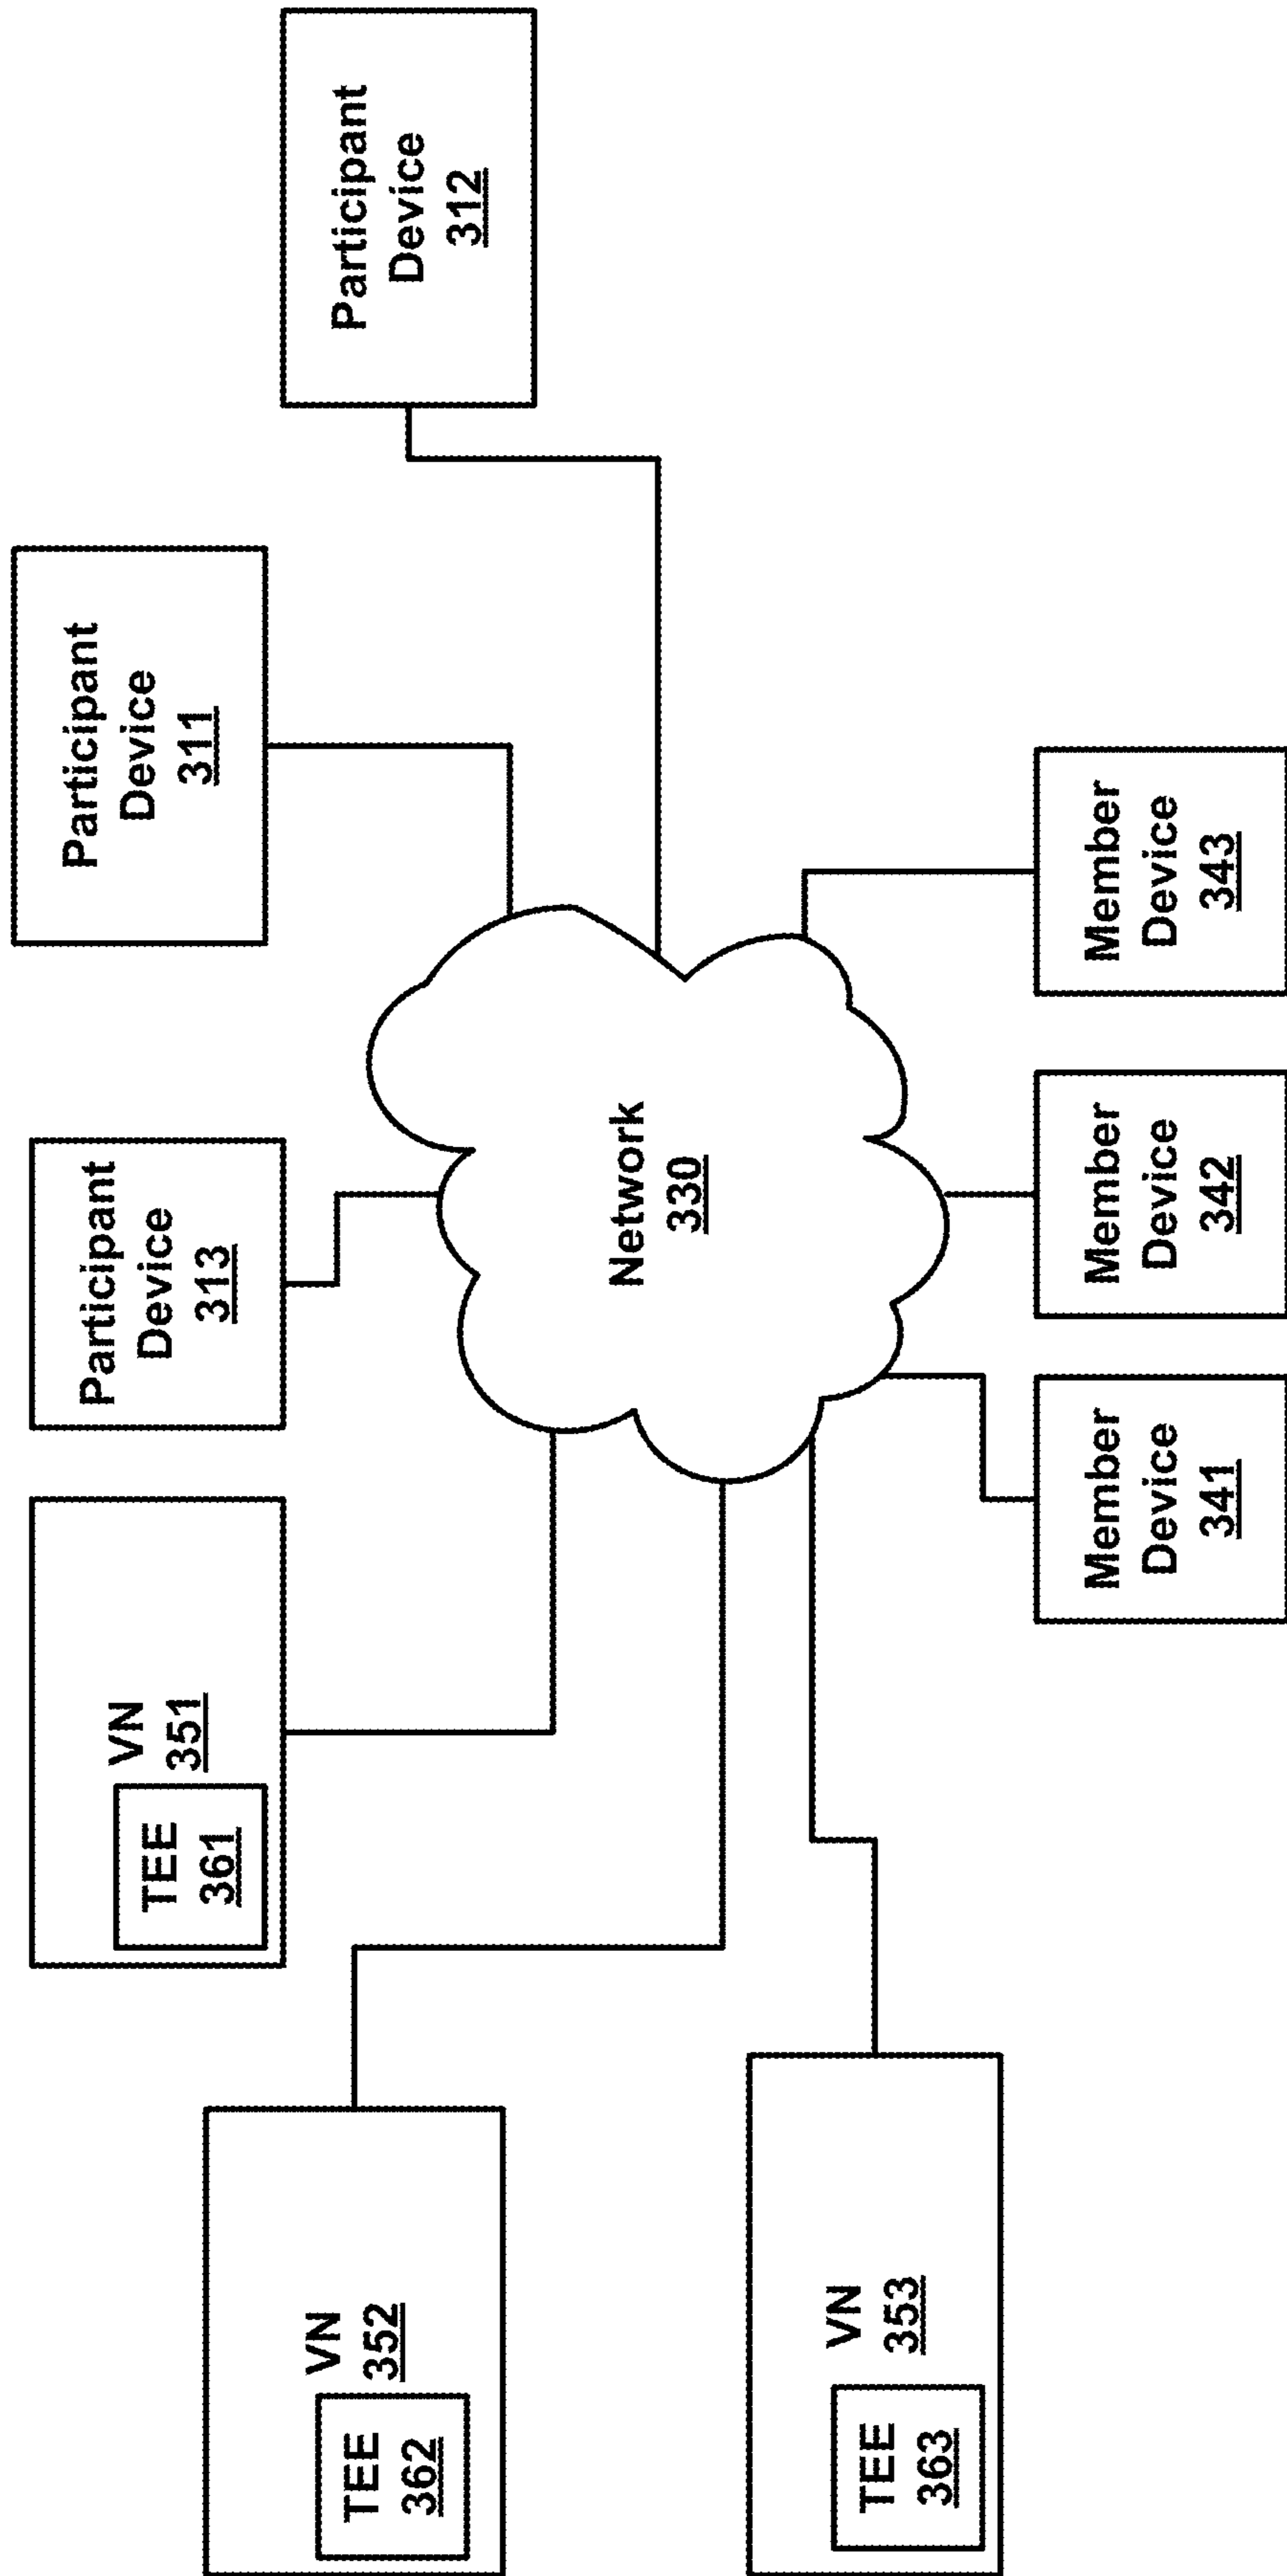 VN
351
TEE
361
Participant
Device
313
Participant
Device
311
VN
352
TEE
362
Participant
Device
312
Network
330
VN
353
TEE
363
Member
Device
341
Member
Device
342
Member
Device
343